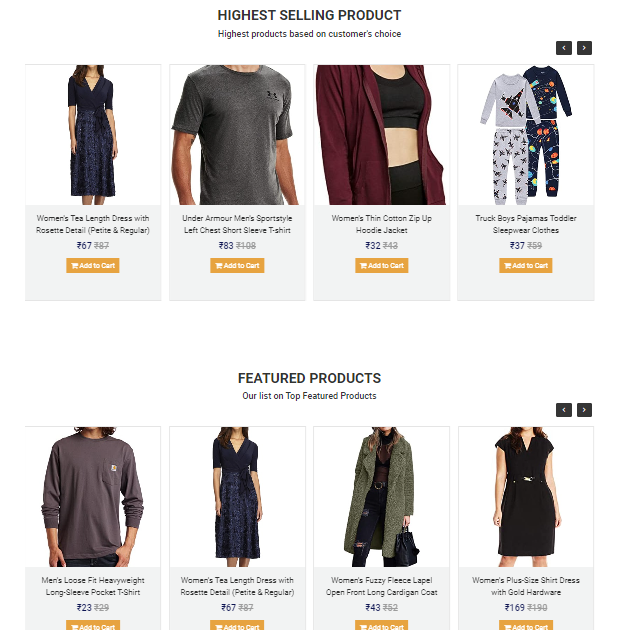 HIGHEST SELLING PRODUCT
Highest products based on customer's choice
Women's Tea Length Dress with
Rosette Detail (Petite & Regular)
₹67 ₹87
Add to Cart
Under Armour Men's Sportstyle
Left Chest Short Sleeve T-shirt
₹83 ₹108
Add to Cart
Women's Thin Cotton Zip Up
Hoodie Jacket
₹32 ₹43
Add to Cart
Truck Boys Pajamas Toddler
Sleepwear Clothes
₹37 ₹59
Add to Cart
FEATURED PRODUCTS
Our list on Top Featured Products
Men's Loose Fit Heavyweight
Long-Sleeve Pocket T-Shirt
₹23 ₹29
Add to Cart
Women's Tea Length Dress with
Rosette Detail (Petite & Regular)
₹67 ₹87
Add to Cart
Women's Fuzzy Fleece Lapel
Open Front Long Cardigan Coat
₹43 ₹52
Add to Cart
Women's Plus-Size Shirt Dress
with Gold Hardware
₹169 ₹190
Add to Cart